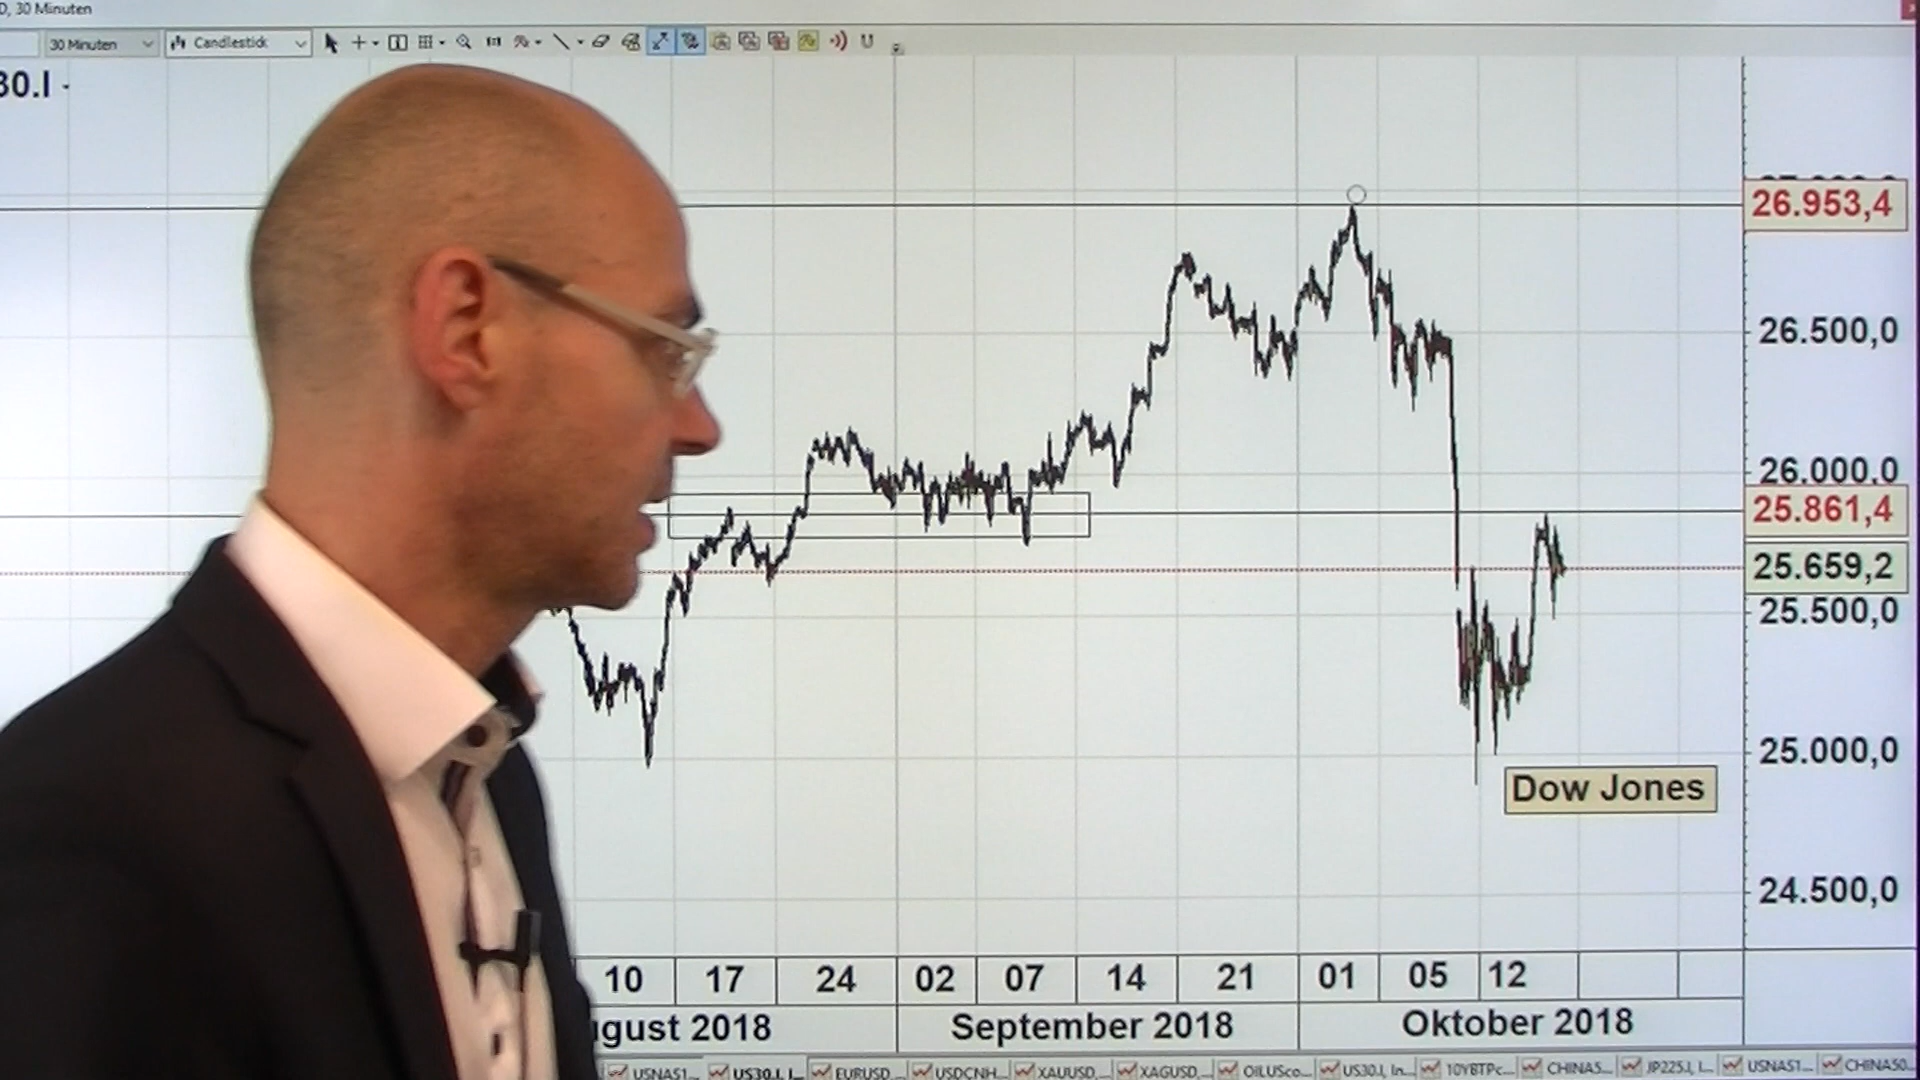 D, 30 Minuten
30 Minuten Candlestick
30.I -
26.953,4
26.500,0
26.000,0
25.861,4
25.659,2
25.500,0
25.000,0
Dow Jones
24.500,0
10 17 24 02 07 14 21 01 05 12
gust 2018 September 2018 Oktober 2018
USNAS1... US30.I, I... EURUSD,... USDCNH,... XAUUSD,... XAGUSD,... OILUSco... US30.I, In... 10YBTPc... CHINA5... JP225.I, I... USNAS1... CHINA50